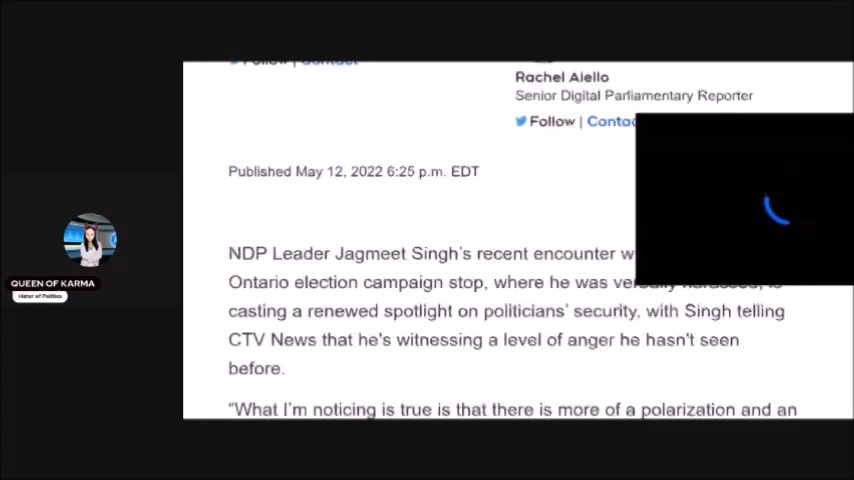 Follow | Contact
Rachel Aiello
Senior Digital Parliamentary Reporter
Follow |
Published May 12, 2022 6:25 p.m. EDT
NDP Leader Jagmeet Singh's recent encounter
Ontario election campaign stop, where he was
casting a renewed spotlight on politicians' security, with Singh telling
CTV News that he's witnessing a level of anger he hasn't seen
before.
"What I'm noticing is true is that there is more of a polarization and an
QUEEN OF KARMA
Hater of Politics